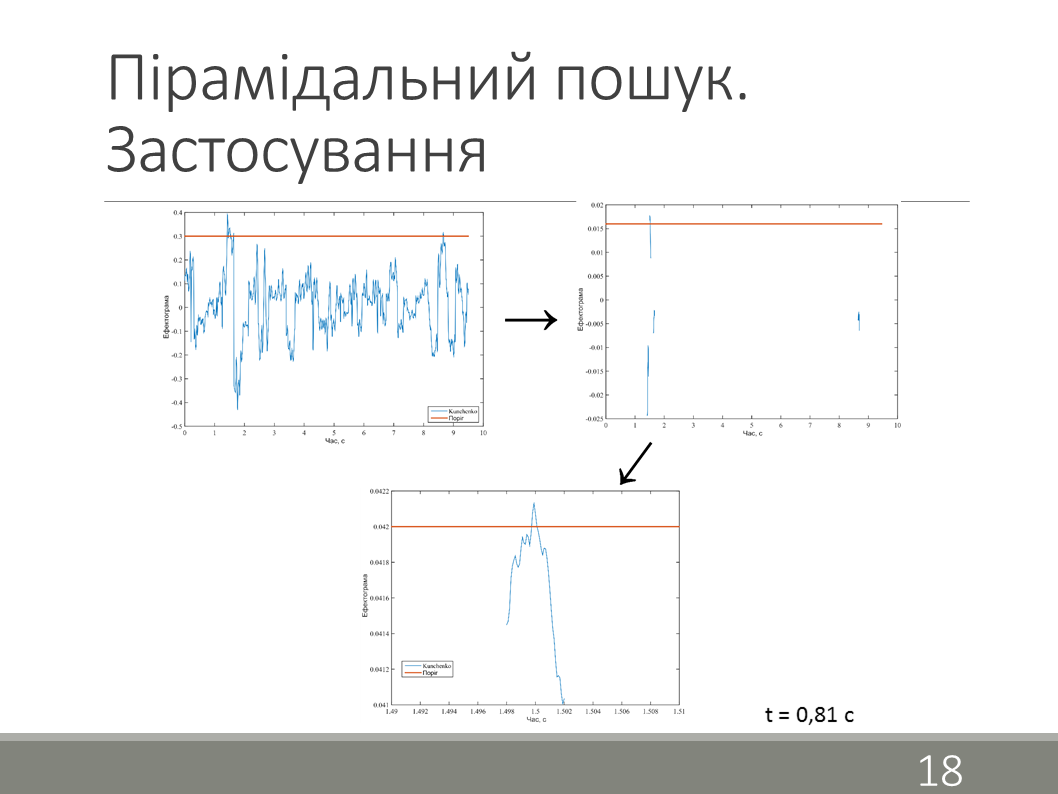 Пірамідальний пошук.
Застосування
0.4
0.3
0.2
0.1
0
-0.1
-0.2
-0.3
-0.4
-0.5
0 1 2 3 4 5 6 7 8 9 10
Ефектограма
Час, с
Kunchenko
Поріг
0.02
0.015
0.01
0.005
0
-0.005
-0.01
-0.015
-0.02
-0.025
0 1 2 3 4 5 6 7 8 9 10
Ефектограма
Час, с
0.0422
0.042
0.0418
0.0416
0.0414
0.0412
0.041
1.49 1.492 1.494 1.496 1.498 1.5 1.502 1.504 1.506 1.508 1.51
Ефектограма
Час, с
Kunchenko
Поріг
t = 0,81 с
18